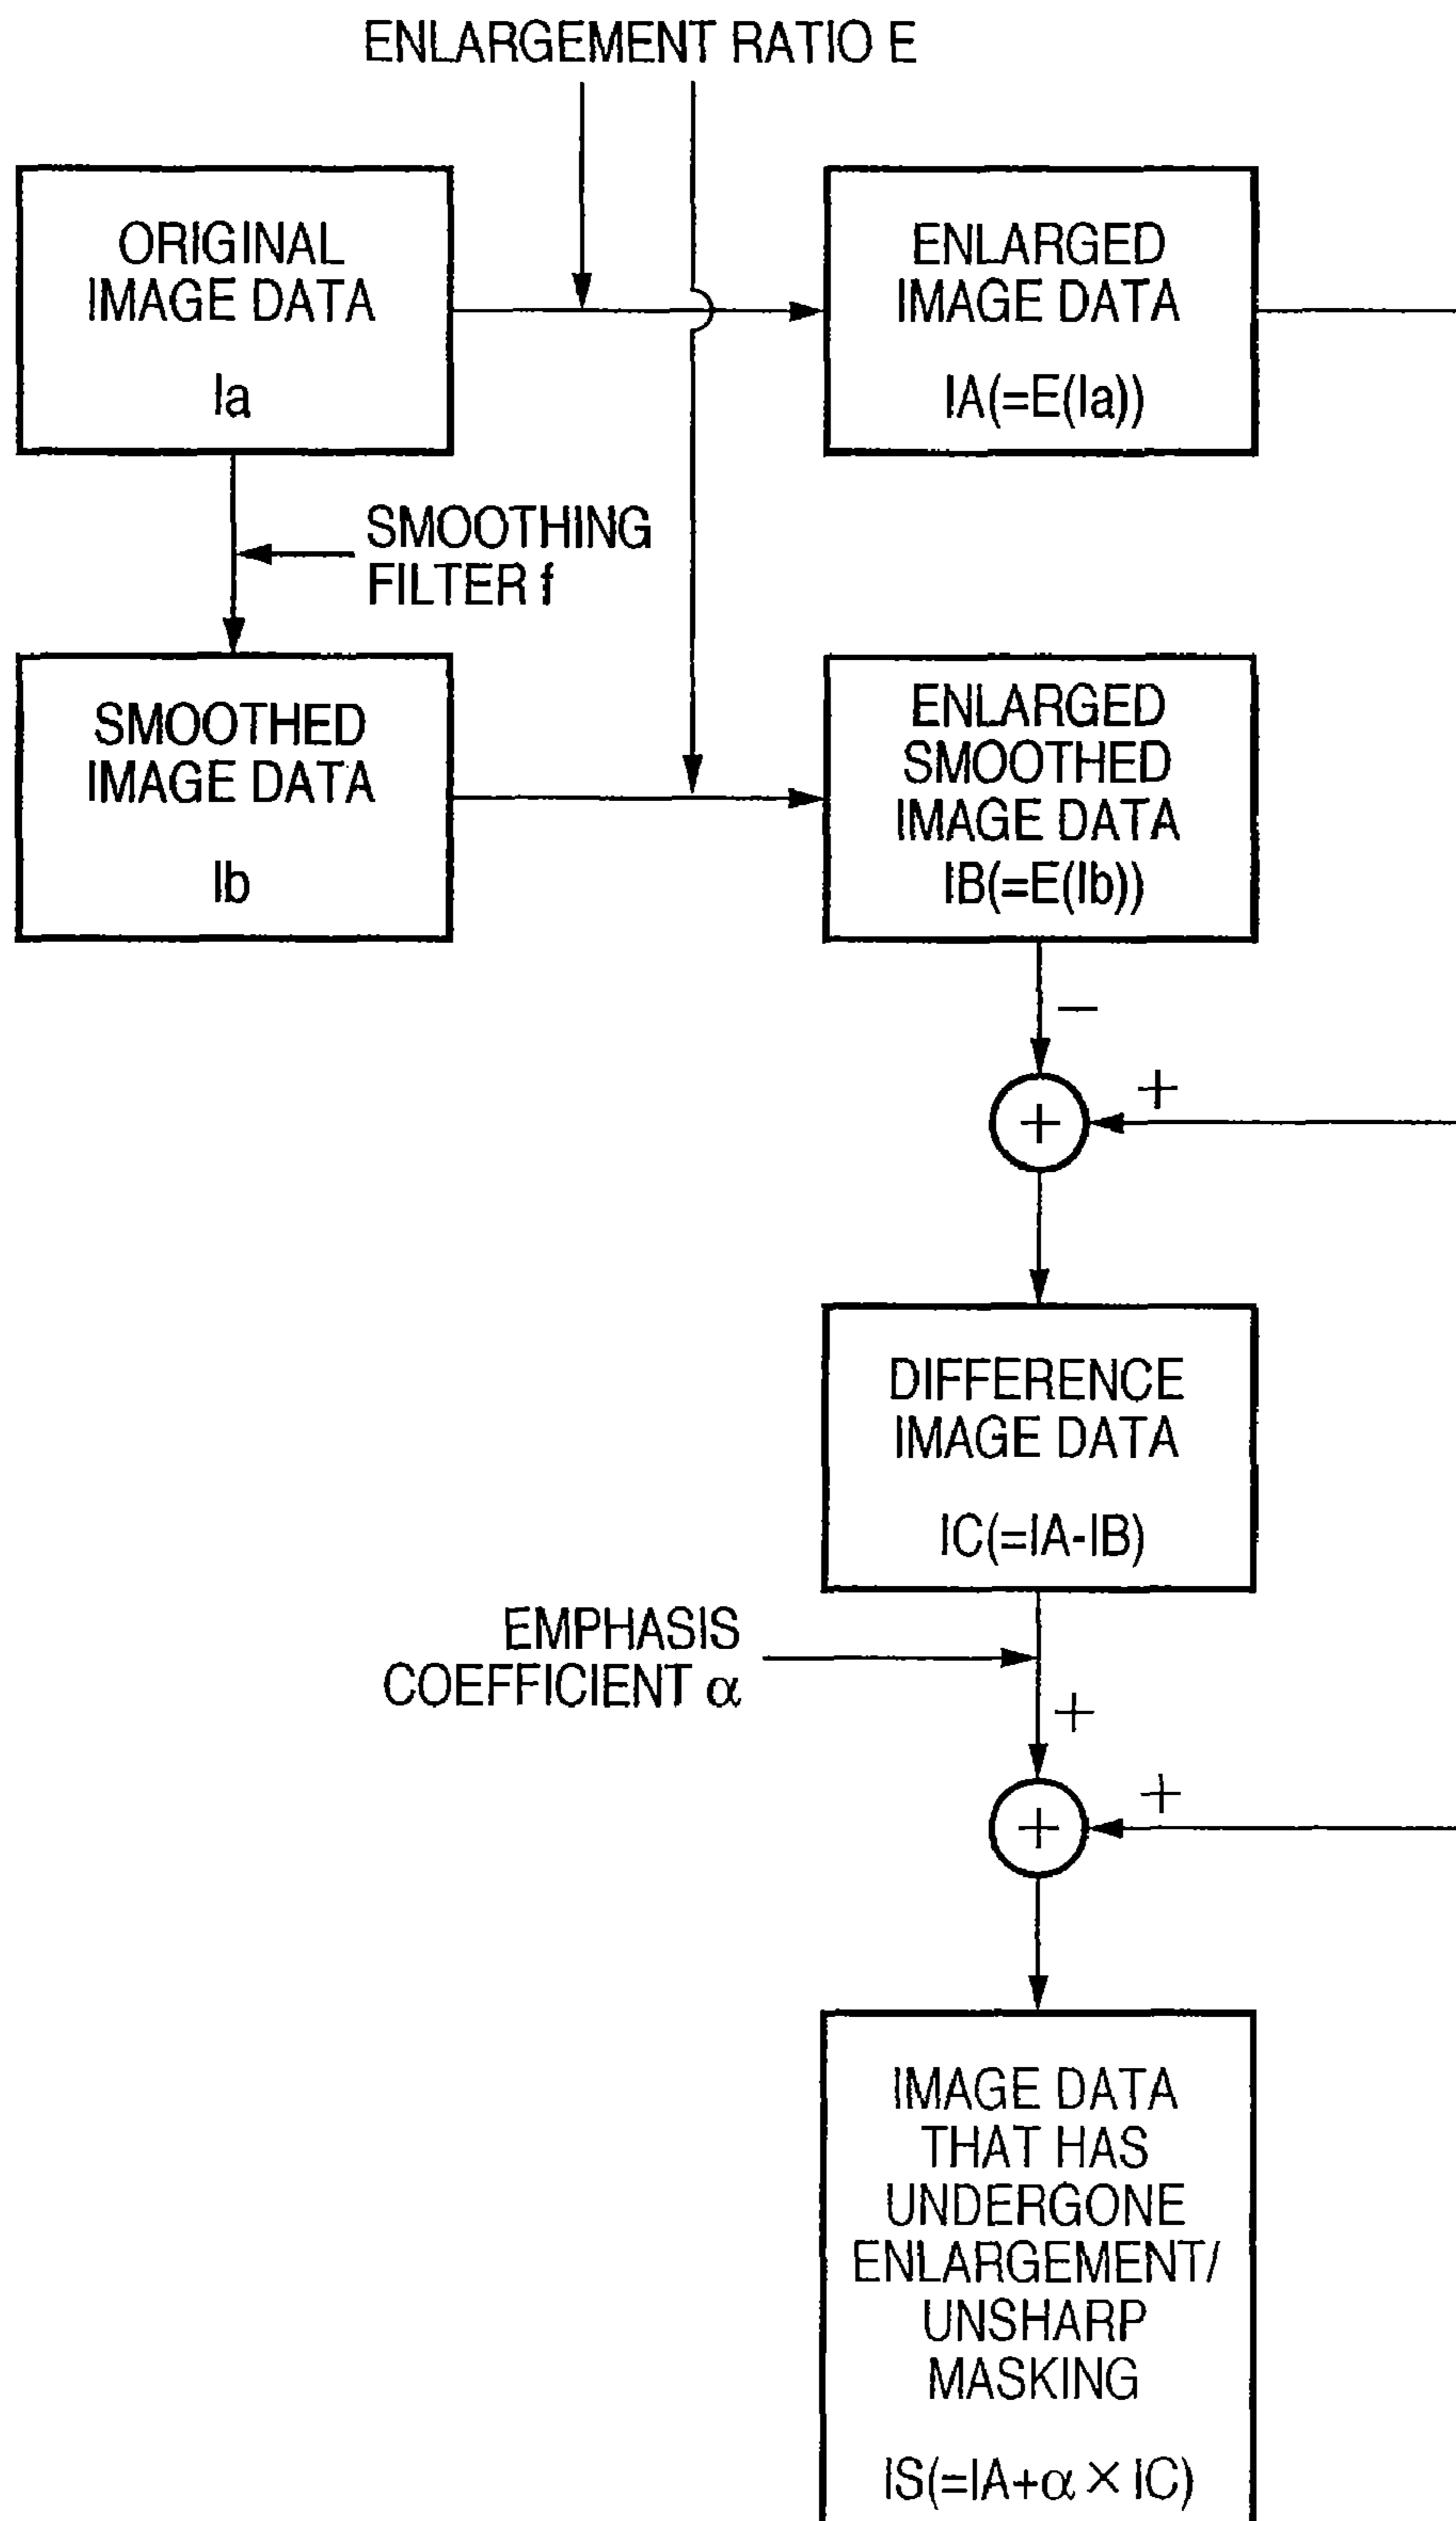 ENLARGEMENT RATIO E
ORIGINAL
IMAGE DATA
Ia
ENLARGED
IMAGE DATA
IA(=E(Ia))
SMOOTHING
FILTER f
SMOOTHED
IMAGE DATA
Ib
ENLARGED
SMOOTHED
IMAGE DATA
IB(=E(Ib))
−
+
+
DIFFERENCE
IMAGE DATA
IC(=IA-IB)
EMPHASIS
COEFFICIENT α
+
+
+
IMAGE DATA
THAT HAS
UNDERGONE
ENLARGEMENT/
UNSHARP
MASKING
IS(=IA+α × IC)